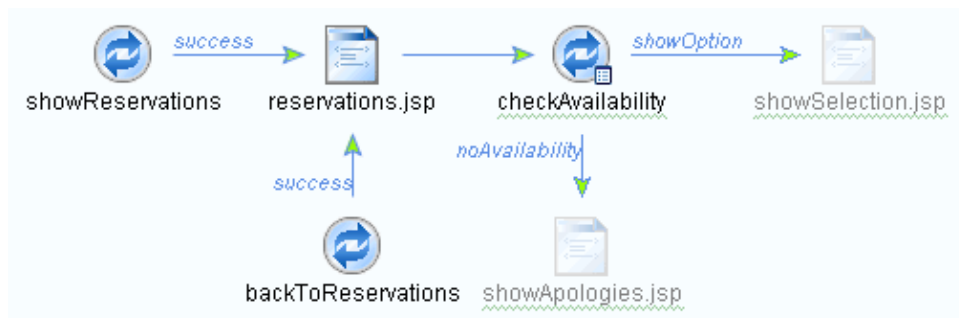 success
showOption
showReservations
reservations.jsp
checkAvailability
showSelection.jsp
noAvailability
success
backToReservations
showApologies.jsp